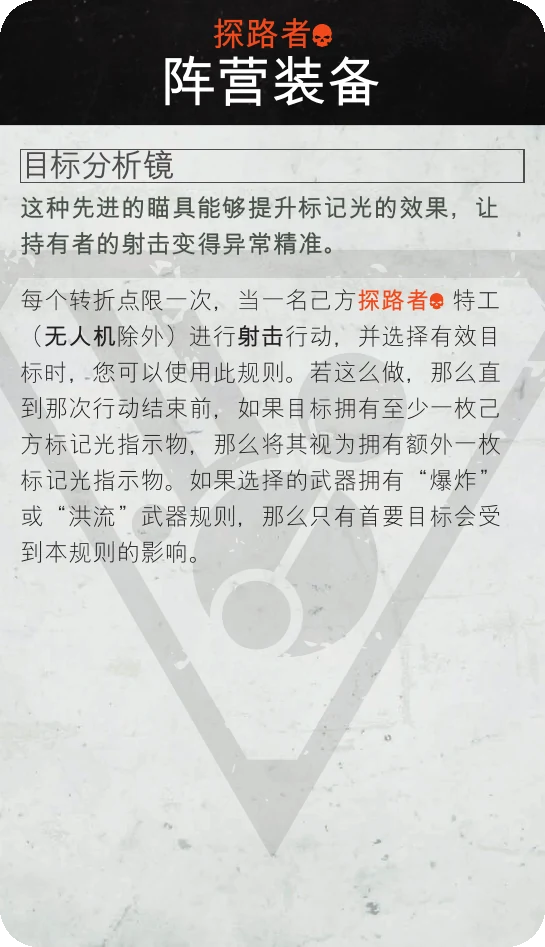 探路者
阵营装备
目标分析镜
这种先进的瞄具能够提升标记光的效果，让
持有者的射击变得异常精准。
每个转折点限一次，当一名己方探路者 特工
（无人机除外）进行射击行动，并选择有效目
标时，您可以使用此规则。若这么做，那么直
到那次行动结束前，如果目标拥有至少一枚己
方标记光指示物，那么将其视为拥有额外一枚
标记光指示物。如果选择的武器拥有“爆炸”
或“洪流”武器规则，那么只有首要目标会受
到本规则的影响。